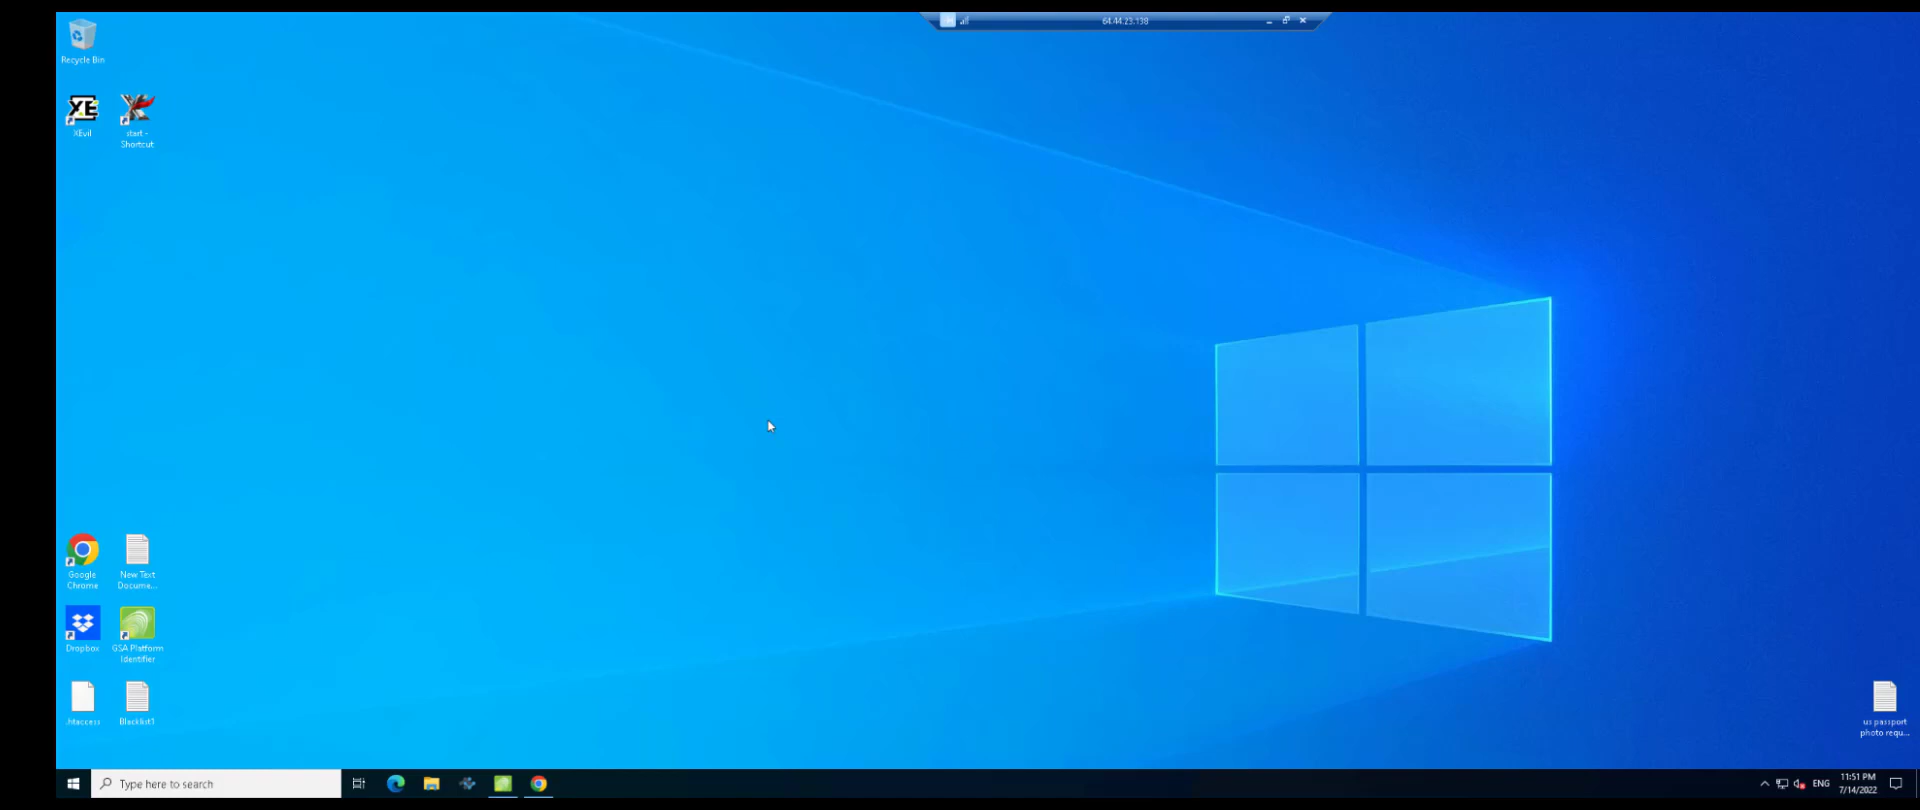 64.44.23.138
Recycle Bin
XE
XEvil
start -
Shortcut
Google
Chrome
New Text
Docume...
Dropbox
GSA Platform
Identifier
.htaccess
Blacklist1
us passport
photo requ...
Type here to search
ENG
11:51 PM
7/14/2022